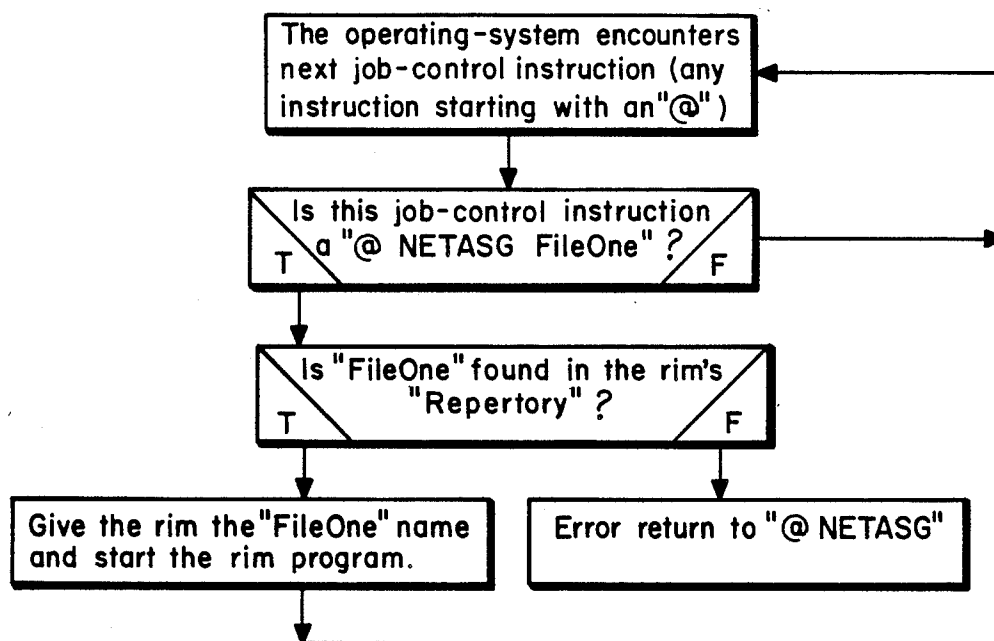 The operating-system encounters
next job-control instruction (any
instruction starting with an "@")
Is this job-control instruction
a "@ NETASG FileOne" ?
T
F
Is "FileOne" found in the rim's
"Repertory" ?
T
F
Give the rim the "FileOne" name
and start the rim program.
Error return to "@ NETASG"